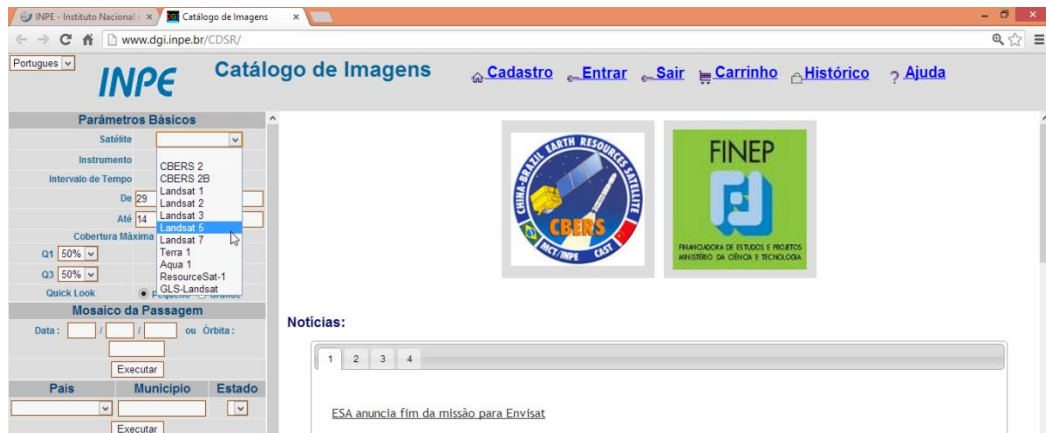 INPE - Instituto Nacional
Catálogo de Imagens
www.dgi.inpe.br/CDSR/
Portugues
INPE
Catálogo de Imagens
Cadastro Entrar Sair Carrinho Histórico ? Ajuda
Parâmetros Básicos
Satélite
Instrumento
Intervalo de Tempo
De 29
Até 14
Cobertura Máxima
Q1 50%
Q3 50%
Quick Look
CBERS 2
CBERS 2B
Landsat 1
Landsat 2
Landsat 3
Landsat 5
Landsat 7
Terra 1
Aqua 1
ResourceSat-1
GLS-Landsat
Mosaico da Passagem
Data : / / ou Órbita :
Executar
País Município Estado
Executar
CHINA-BRAZIL EARTH RESOURCES SATELLITE
CBERS
MCT/INPE CAST
FINEP
FINANCIADORA DE ESTUDOS E PROJETOS
MINISTÉRIO DA CIÊNCIA E TECNOLOGIA
Notícias:
1 2 3 4
ESA anuncia fim da missão para Envisat